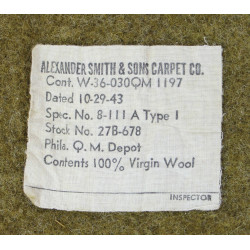 ALEXANDER SMITH & SONS CARPET CO.
Cont. W-36-030QM 1197
Dated 10-29-43
Spec. No. 8-111 A Type I
Stock No. 27B-678
Phila. Q. M. Depot
Contents 100% Virgin Wool
INSPECTOR